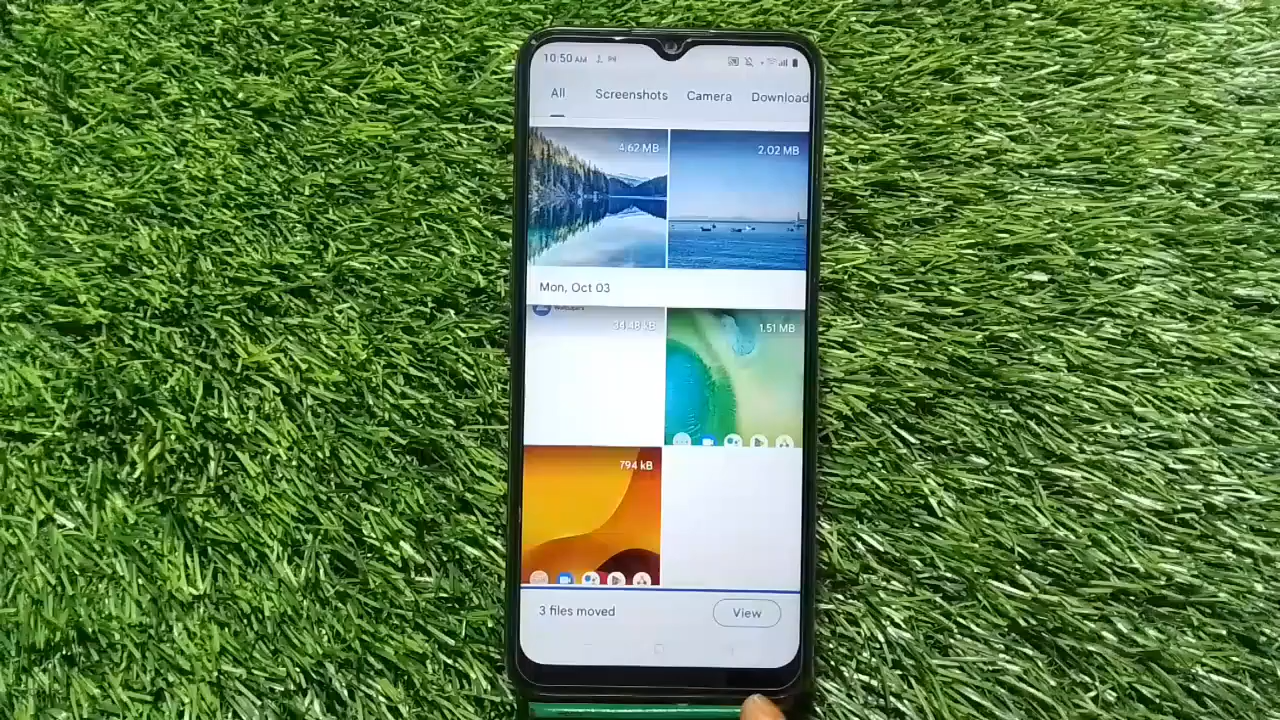 10:50 AM
All Screenshots Camera Download
4.62 MB 2.02 MB
Mon, Oct 03
34.48 kB 1.51 MB
794 kB
3 files moved View